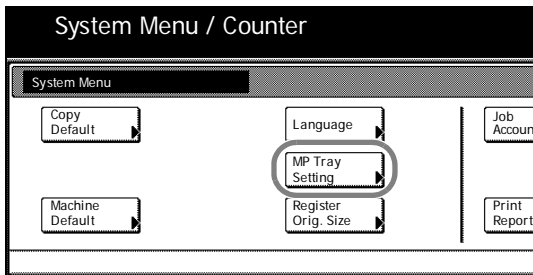 System Menu / Counter
System Menu
Copy
Default
Language
Job
Accoun
MP Tray
Setting
Machine
Default
Register
Orig. Size
Print
Report